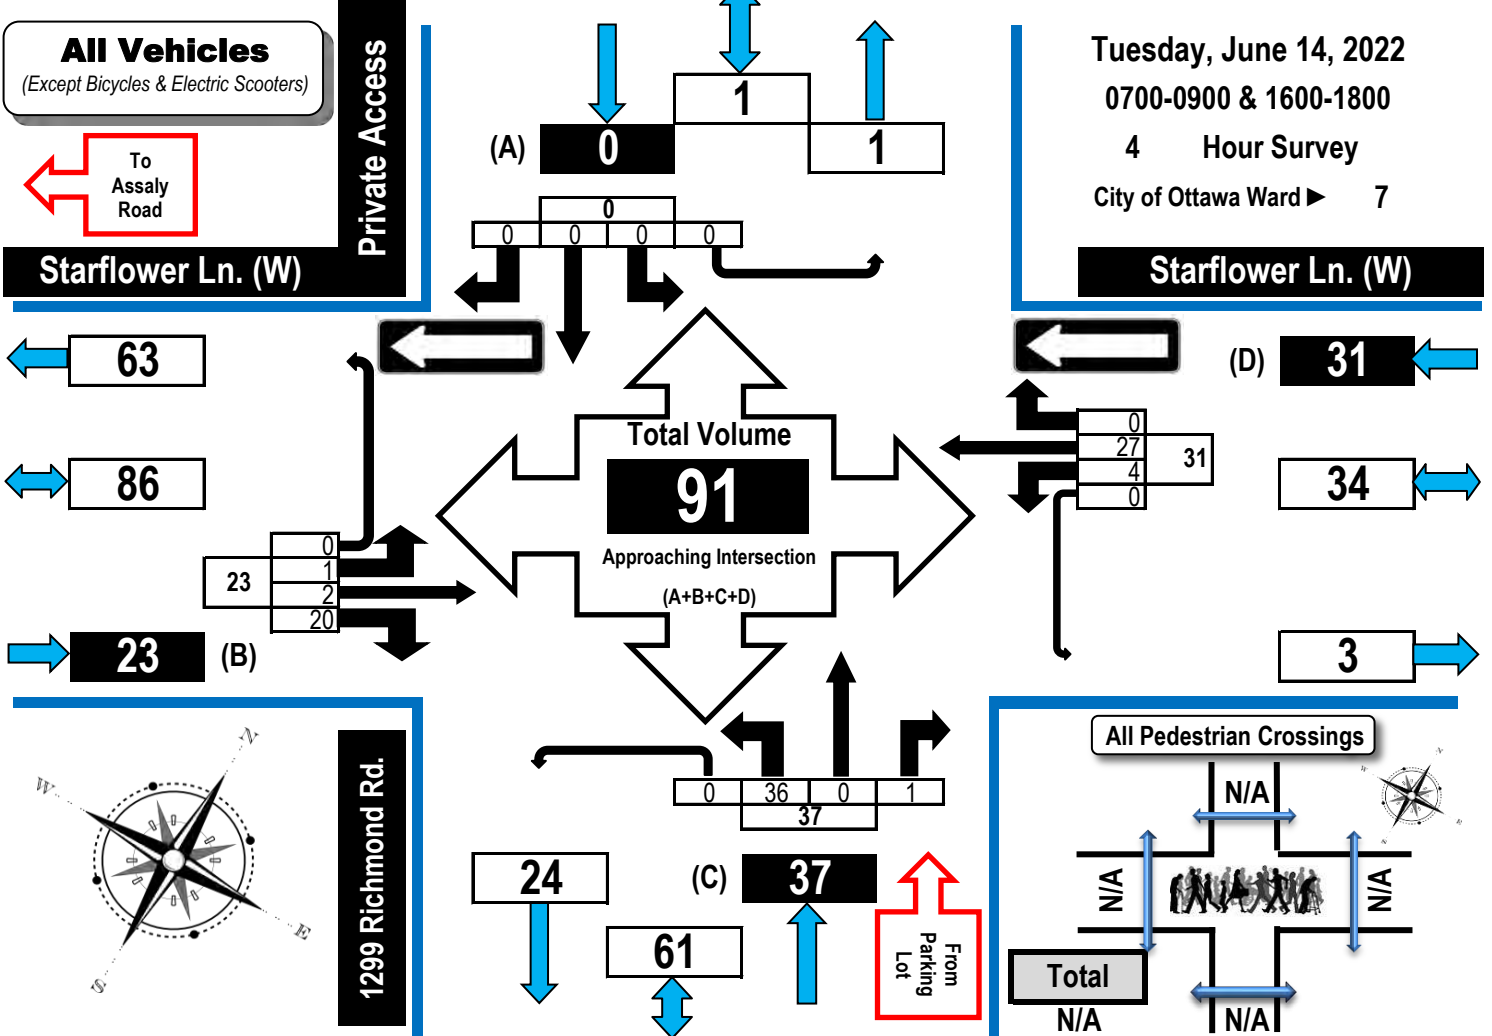 All Vehicles
(Except Bicycles & Electric Scooters)
To
Assaly
Road
Private Access
Starflower Ln. (W)
1
(A) 0
1
0
0 0 0 0
Tuesday, June 14, 2022
0700-0900 & 1600-1800
4 Hour Survey
City of Ottawa Ward ► 7
Starflower Ln. (W)
63
86
0
1
2
20
23
23 (B)
Total Volume
91
Approaching Intersection
(A+B+C+D)
(D) 31
0
27
4
0
31
34
3
N
W
E
S
1299 Richmond Rd.
0 36 0 1
37
24
(C) 37
61
From
Parking
Lot
All Pedestrian Crossings
N/A
N/A
N/A
N/A
Total
N/A